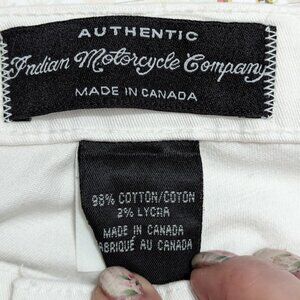 AUTHENTIC
Indian Motorcycle Company
MADE IN CANADA
98% COTTON/COTON
2% LYCRA
MADE IN CANADA
FABRIQUÉ AU CANADA